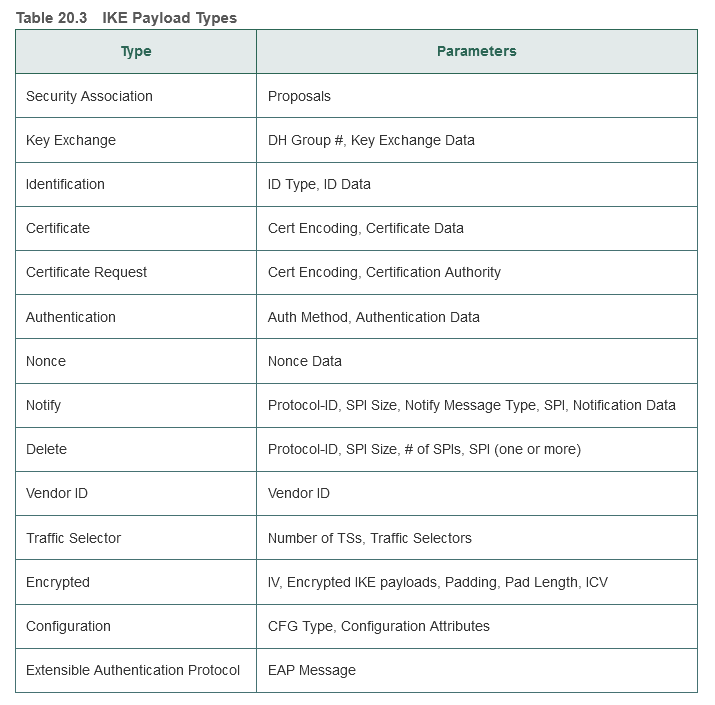 Table 20.3 IKE Payload Types
Type Parameters
Security Association Proposals
Key Exchange DH Group #, Key Exchange Data
Identification ID Type, ID Data
Certificate Cert Encoding, Certificate Data
Certificate Request Cert Encoding, Certification Authority
Authentication Auth Method, Authentication Data
Nonce Nonce Data
Notify Protocol-ID, SPI Size, Notify Message Type, SPI, Notification Data
Delete Protocol-ID, SPI Size, # of SPIs, SPI (one or more)
Vendor ID Vendor ID
Traffic Selector Number of TSs, Traffic Selectors
Encrypted IV, Encrypted IKE payloads, Padding, Pad Length, ICV
Configuration CFG Type, Configuration Attributes
Extensible Authentication Protocol EAP Message